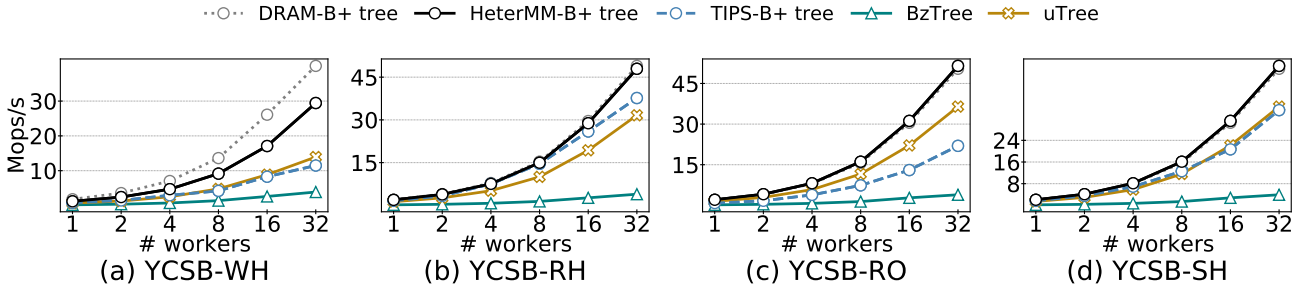 DRAM-B+ tree HeterMM-B+ tree TIPS-B+ tree BzTree uTree
Mops/s
30
20
10
1 2 4 8 16 32
# workers
(a) YCSB-WH
45
30
15
1 2 4 8 16 32
# workers
(b) YCSB-RH
45
30
15
1 2 4 8 16 32
# workers
(c) YCSB-RO
24
16
8
1 2 4 8 16 32
# workers
(d) YCSB-SH